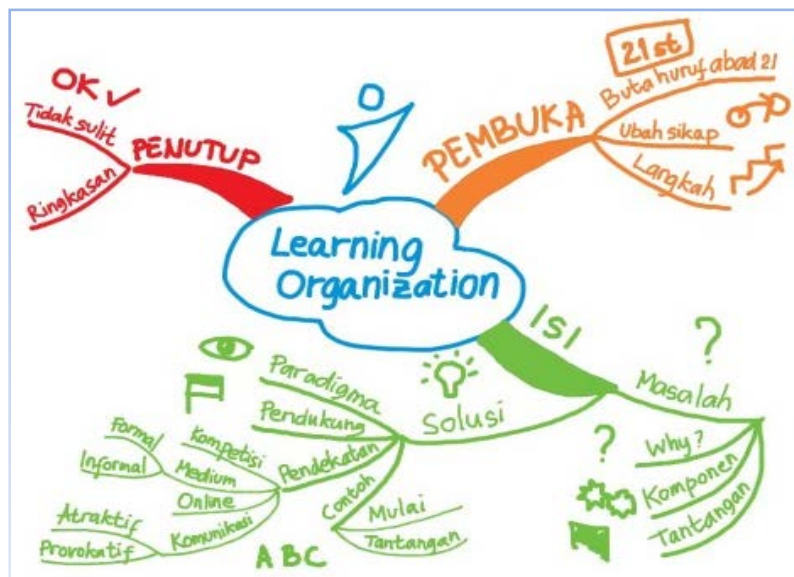 Learning
Organization
PEMBUKA
21st
Buta huruf abad 21
Ubah sikap
Langkah
ISI
Masalah
?
Why?
?
Komponen
Tantangan
Solusi
Paradigma
Pendukung
Pendekatan
Kompetisi
Medium
Formal
Informal
Online
Komunikasi
Atraktif
Provokatif
Contoh
Mulai
Tantangan
ABC
PENUTUP
OK ✓
Tidak sulit
Ringkasan